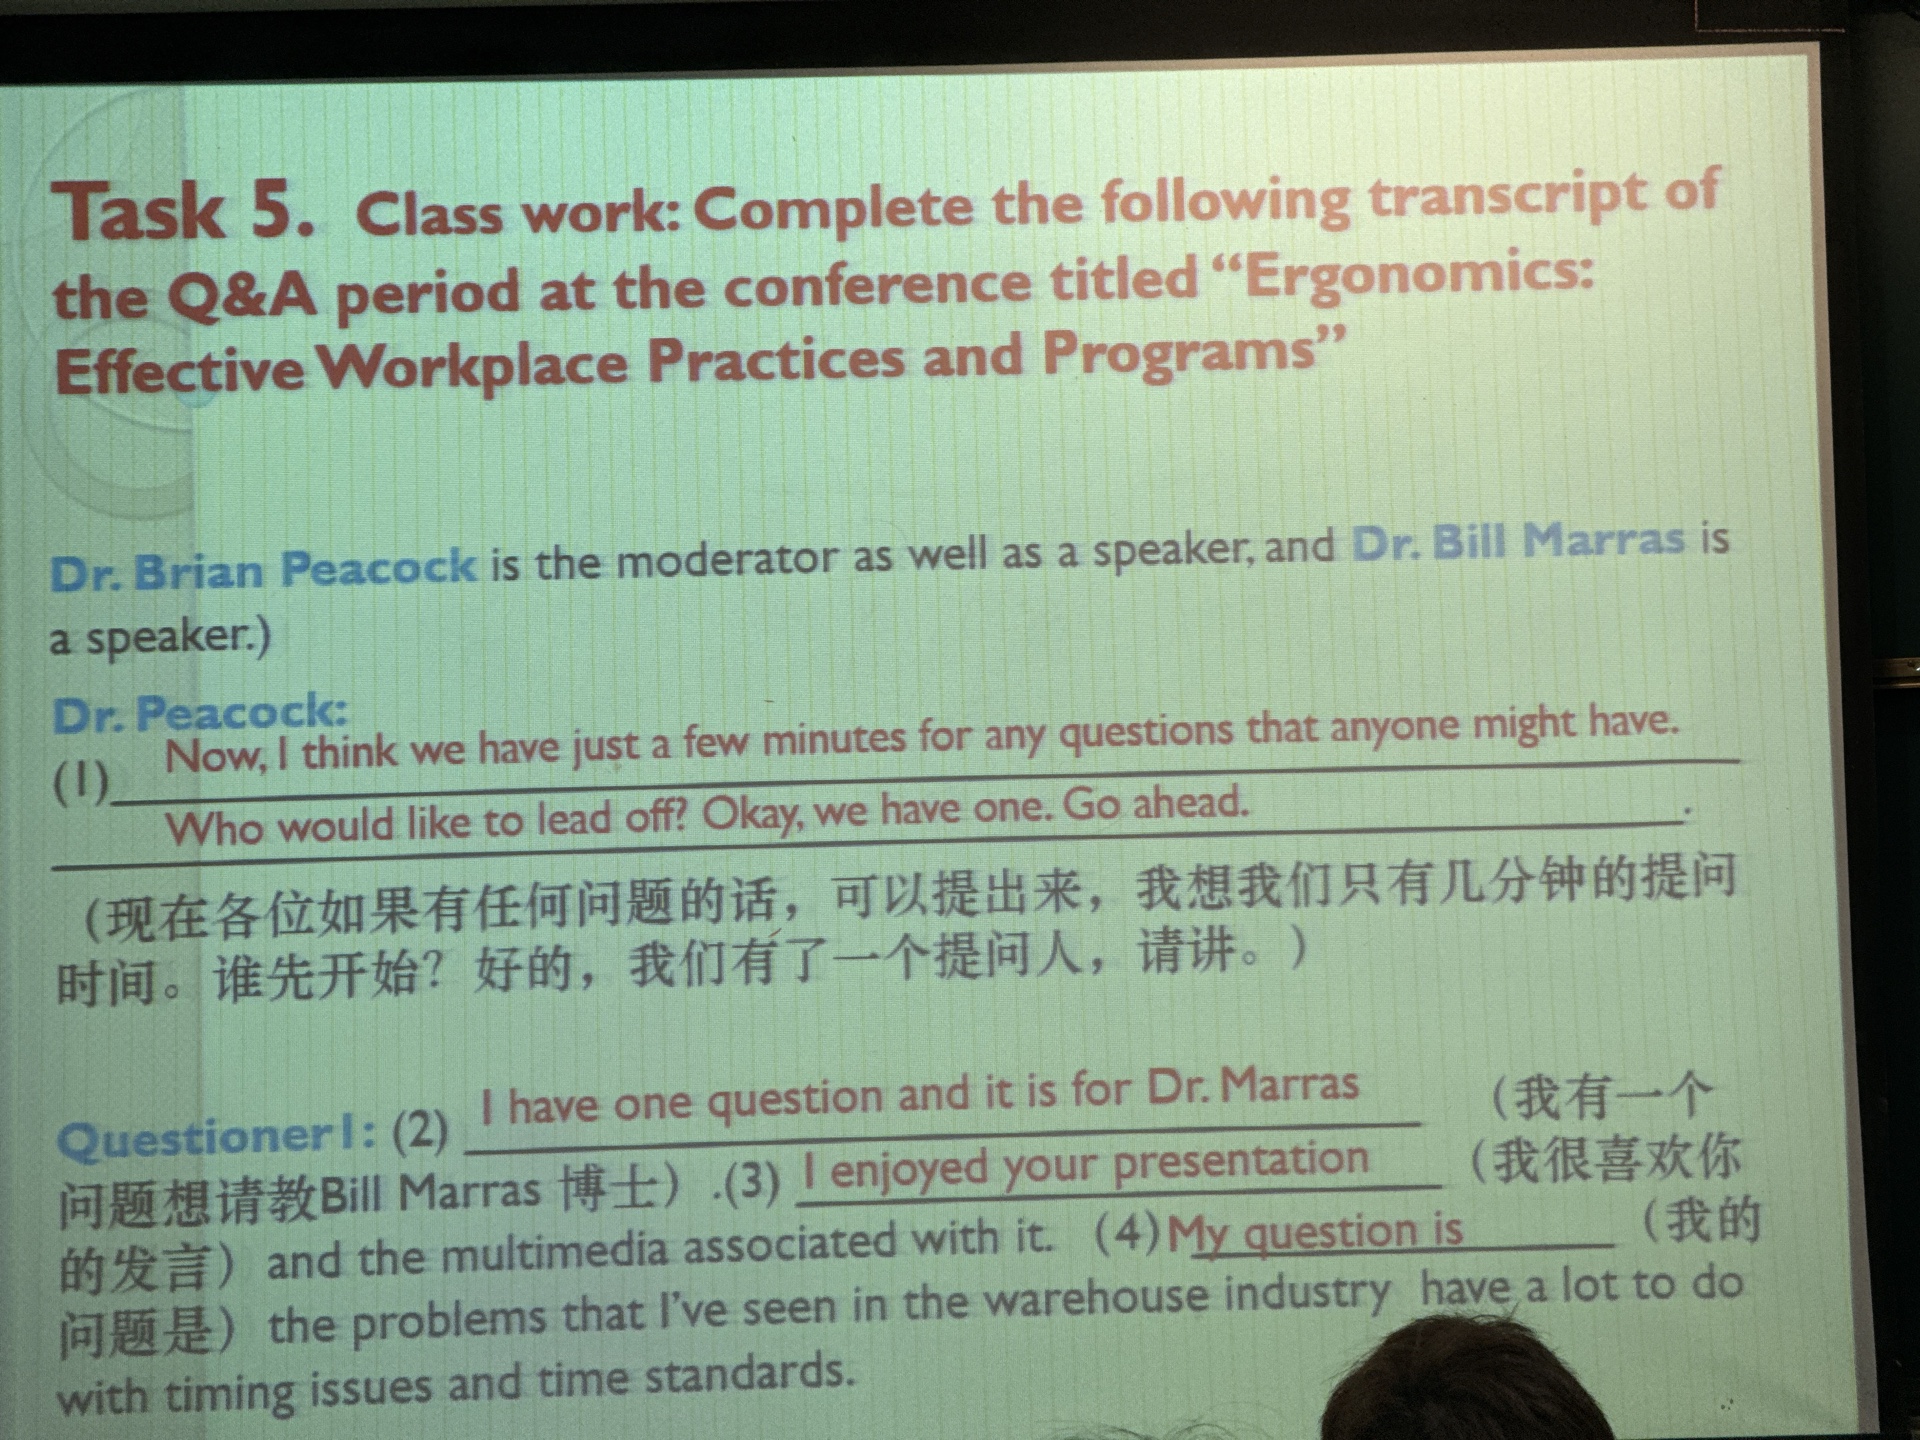 Task 5. Class work: Complete the following transcript of
the Q&A period at the conference titled “Ergonomics:
Effective Workplace Practices and Programs”
Dr. Brian Peacock is the moderator as well as a speaker, and Dr. Bill Marras is
a speaker.)
Dr. Peacock:
(1) Now, I think we have just a few minutes for any questions that anyone might have.
Who would like to lead off? Okay, we have one. Go ahead. .
（现在各位如果有任何问题的话，可以提出来，我想我们只有几分钟的提问
时间。谁先开始？好的，我们有了一个提问人，请讲。）
Questioner1: (2) I have one question and it is for Dr. Marras （我有一个
问题想请教Bill Marras 博士）.(3) I enjoyed your presentation （我很喜欢你
的发言） and the multimedia associated with it. (4) My question is （我的
问题是） the problems that I’ve seen in the warehouse industry have a lot to do
with timing issues and time standards.